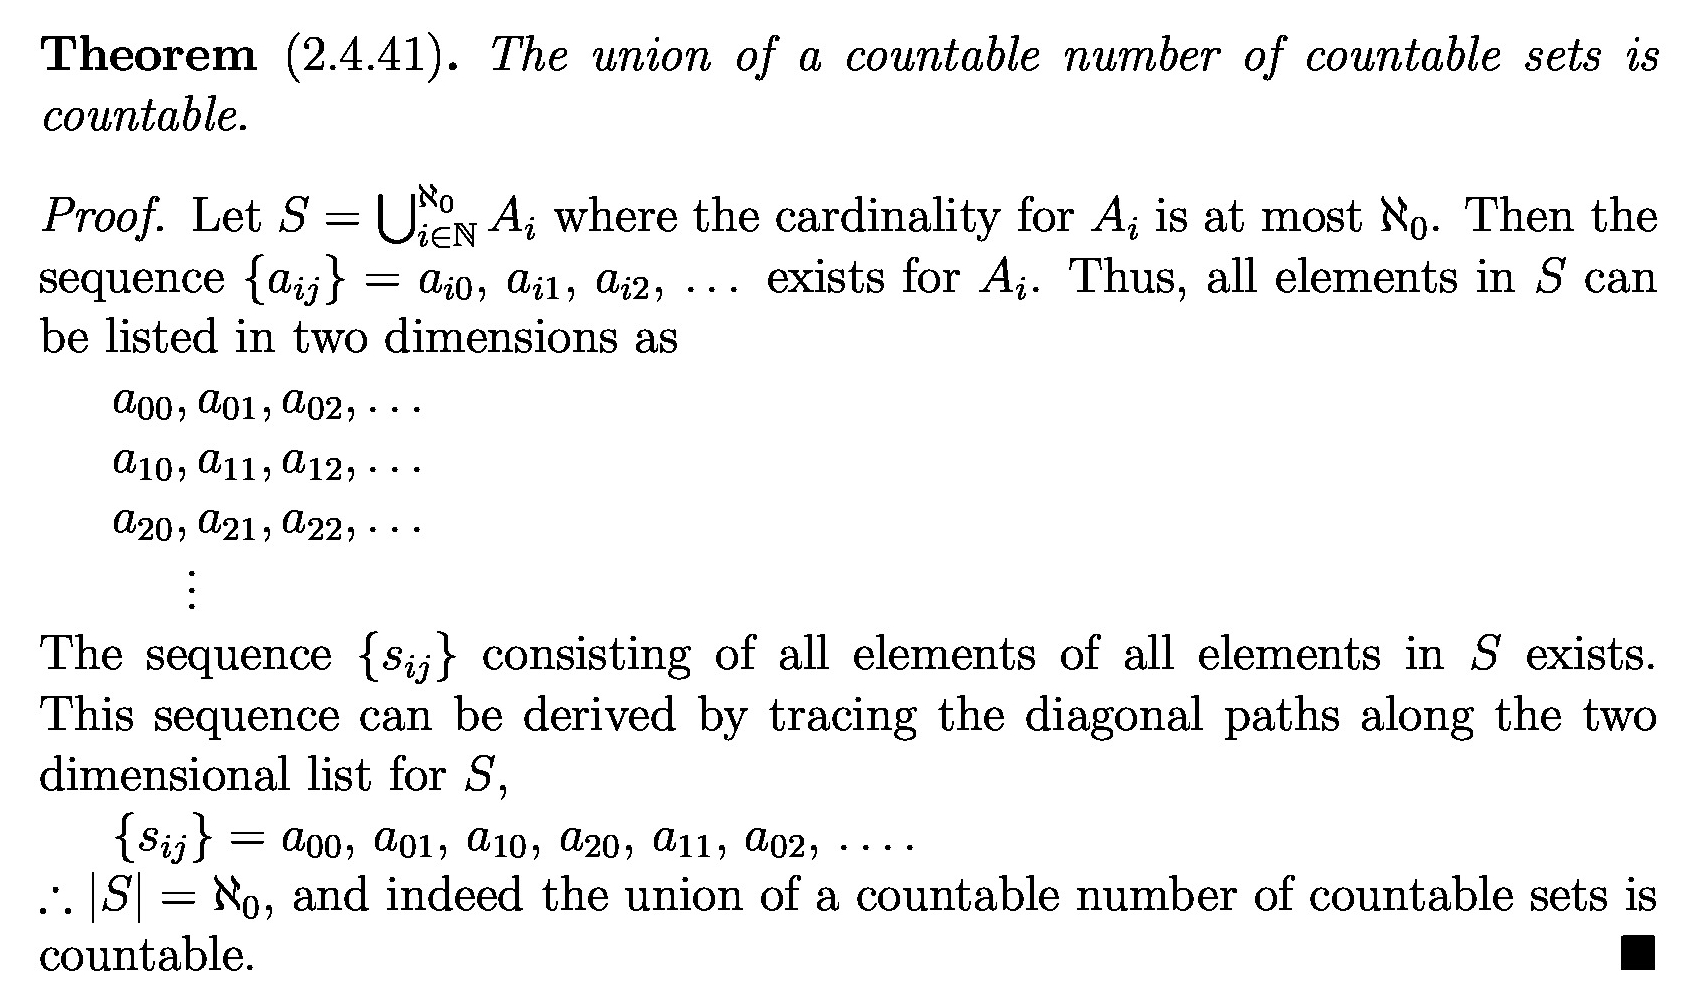 Theorem (2.4.41). The union of a countable number of countable sets is
countable.
Proof. Let $S = \bigcup_{i \in \mathbb{N}}^{\aleph_0} A_i$ where the cardinality for $A_i$ is at most $\aleph_0$. Then the
sequence $\{a_{ij}\} = a_{i0},\ a_{i1},\ a_{i2},\ \ldots$ exists for $A_i$. Thus, all elements in $S$ can
be listed in two dimensions as
$a_{00}, a_{01}, a_{02}, \ldots$
$a_{10}, a_{11}, a_{12}, \ldots$
$a_{20}, a_{21}, a_{22}, \ldots$
$\vdots$
The sequence $\{s_{ij}\}$ consisting of all elements of all elements in $S$ exists.
This sequence can be derived by tracing the diagonal paths along the two
dimensional list for $S$,
$\{s_{ij}\} = a_{00},\ a_{01},\ a_{10},\ a_{20},\ a_{11},\ a_{02},\ \ldots.$
$\therefore |S| = \aleph_0$, and indeed the union of a countable number of countable sets is
countable. ■